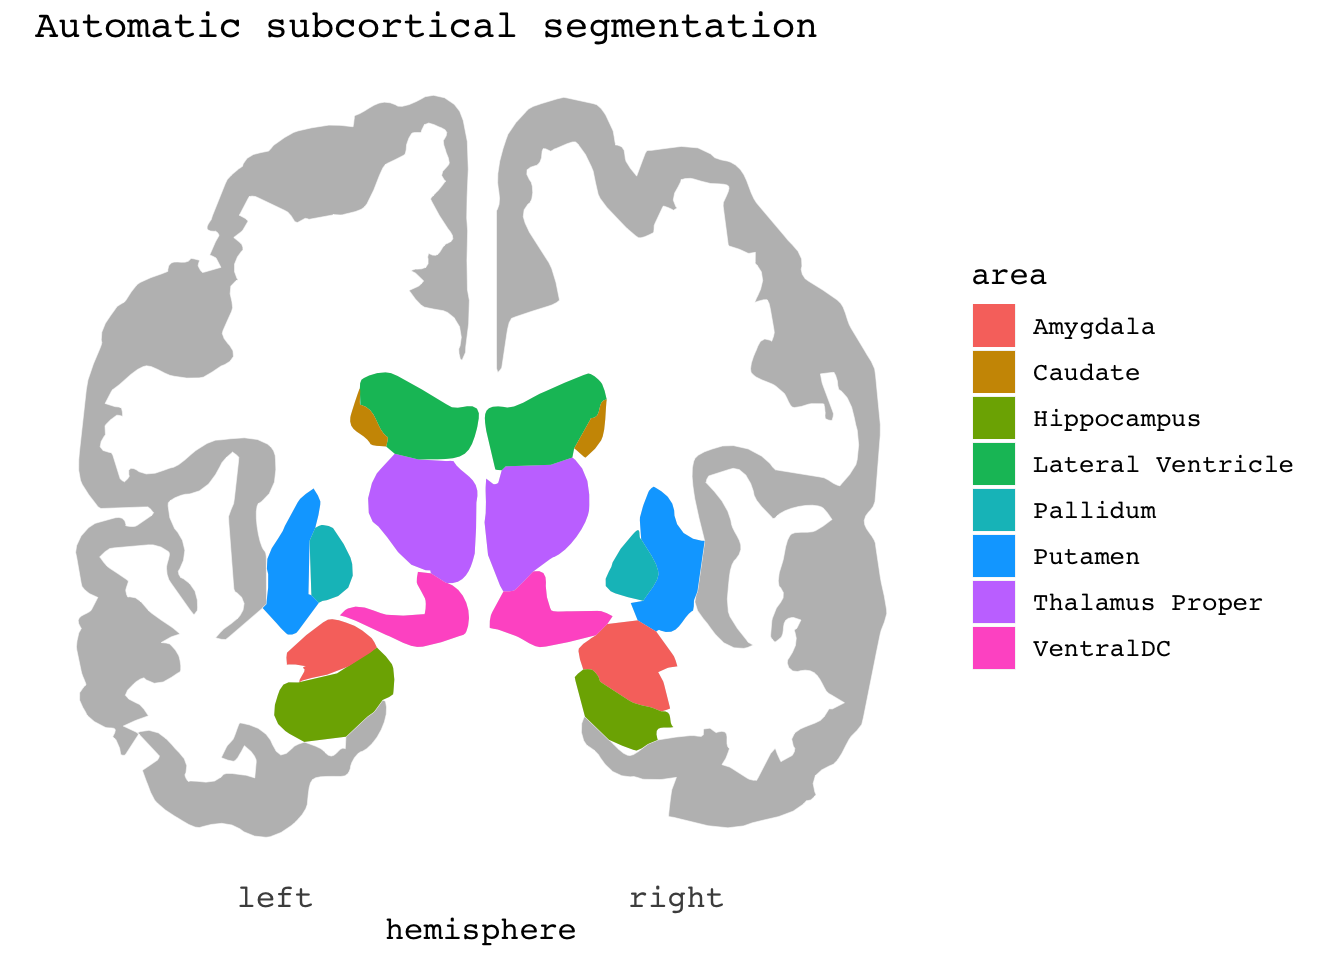 Automatic subcortical segmentation
area
Amygdala
Caudate
Hippocampus
Lateral Ventricle
Pallidum
Putamen
Thalamus Proper
VentralDC
left right
hemisphere